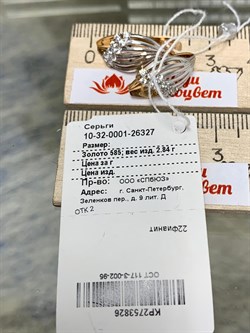 Серьги
10-32-0001-26327
Размер:
Золото 585; вес изд. 2.84 г
Цена за г
Цена изд.
Пр-во: ООО «СПБЮЗ»
Адрес: г. Санкт-Петербург,
Зеленков пер., д. 9 лит. Д
ОТК 2
22фианит
ОСТ 117-3-002-95
КР2753826